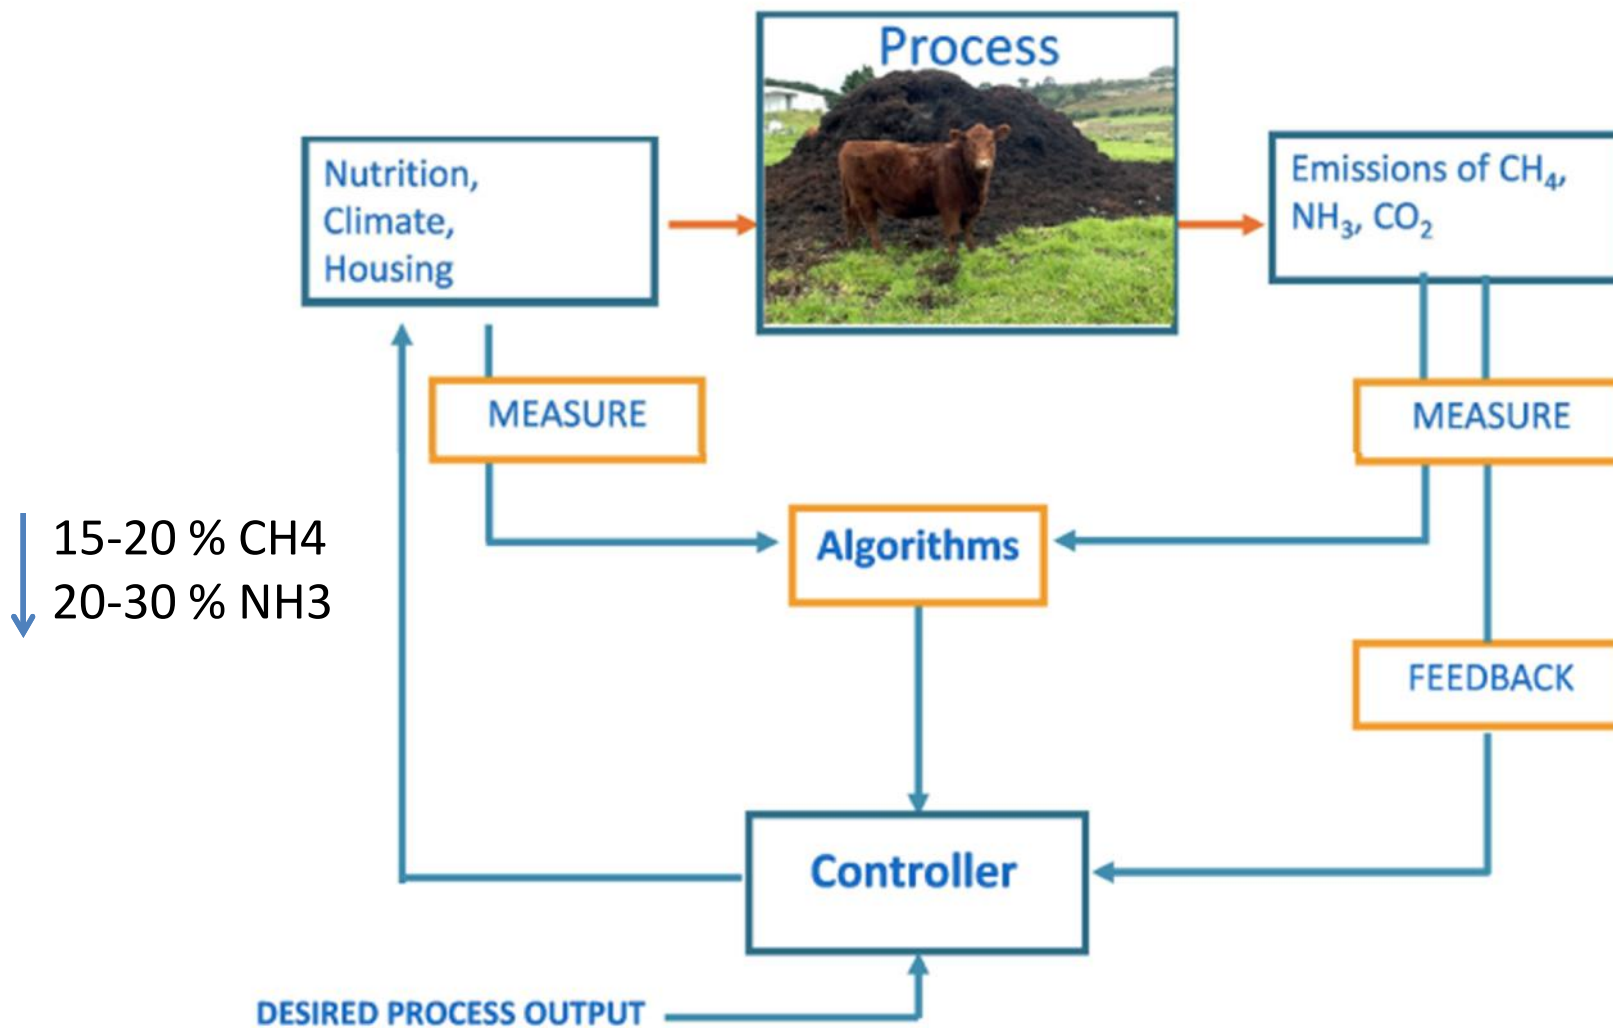 Process
Nutrition,
Climate,
Housing
Emissions of CH₄,
NH₃, CO₂
MEASURE
MEASURE
15-20 % CH4
20-30 % NH3
Algorithms
FEEDBACK
Controller
DESIRED PROCESS OUTPUT